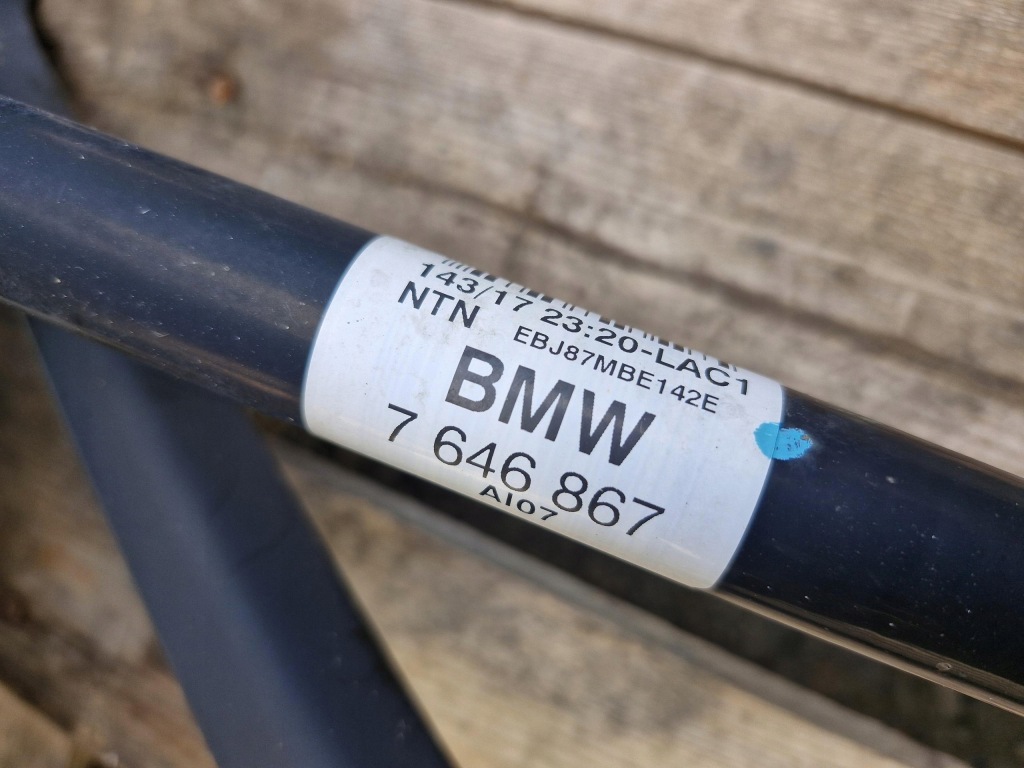 143/17 23:20-LAC1
NTN EBJ87MBE142E
BMW
7 646 867
AI07